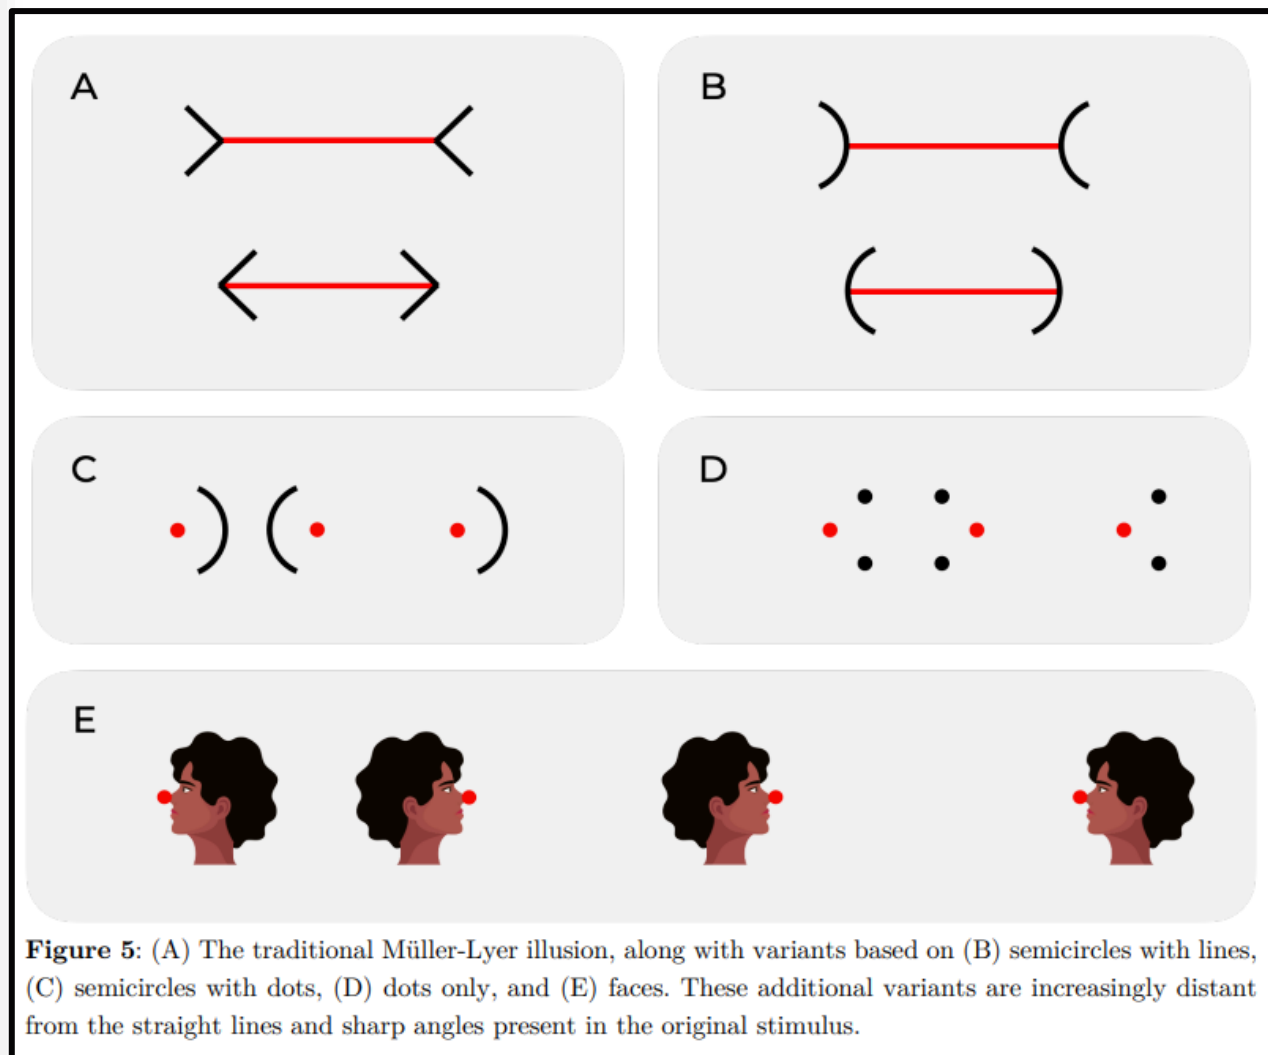 A
B
C
D
E
Figure 5: (A) The traditional Müller-Lyer illusion, along with variants based on (B) semicircles with lines,
(C) semicircles with dots, (D) dots only, and (E) faces. These additional variants are increasingly distant
from the straight lines and sharp angles present in the original stimulus.